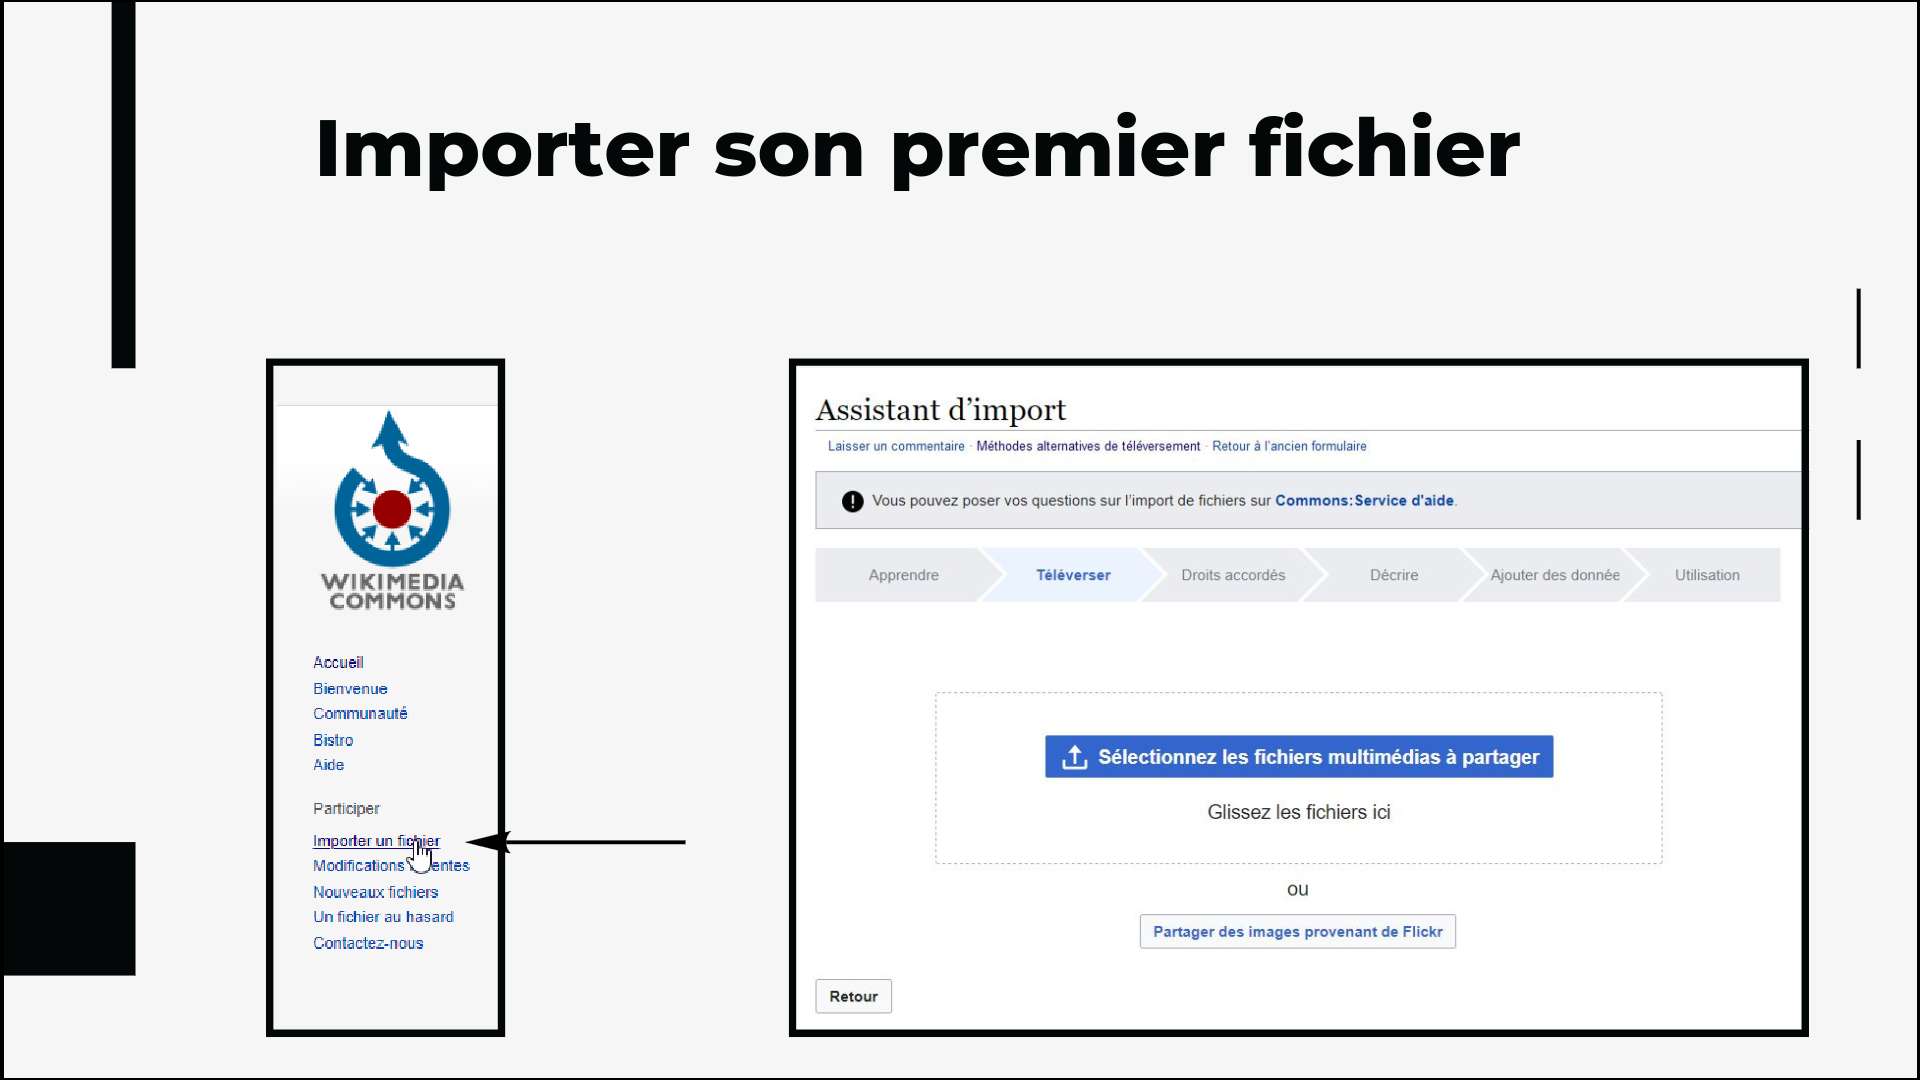 Importer son premier fichier
WIKIMEDIA
COMMONS
Accueil
Bienvenue
Communauté
Bistro
Aide
Participer
Importer un fichier
Modifications
Nouveaux fichiers
Un fichier au hasard
Contactez-nous
Assistant d’import
Laisser un commentaire · Méthodes alternatives de téléversement · Retour à l’ancien formulaire
Vous pouvez poser vos questions sur l’import de fichiers sur Commons:Service d'aide.
Apprendre Téléverser Droits accordés Décrire Ajouter des donnée Utilisation
Sélectionnez les fichiers multimédias à partager
Glissez les fichiers ici
ou
Partager des images provenant de Flickr
Retour